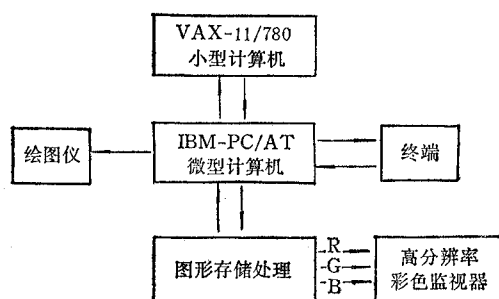 VAX-11/780
小型计算机
绘图仪
IBM-PC/AT
微型计算机
终端
图形存储处理
R
G
B
高分辨率
彩色监视器